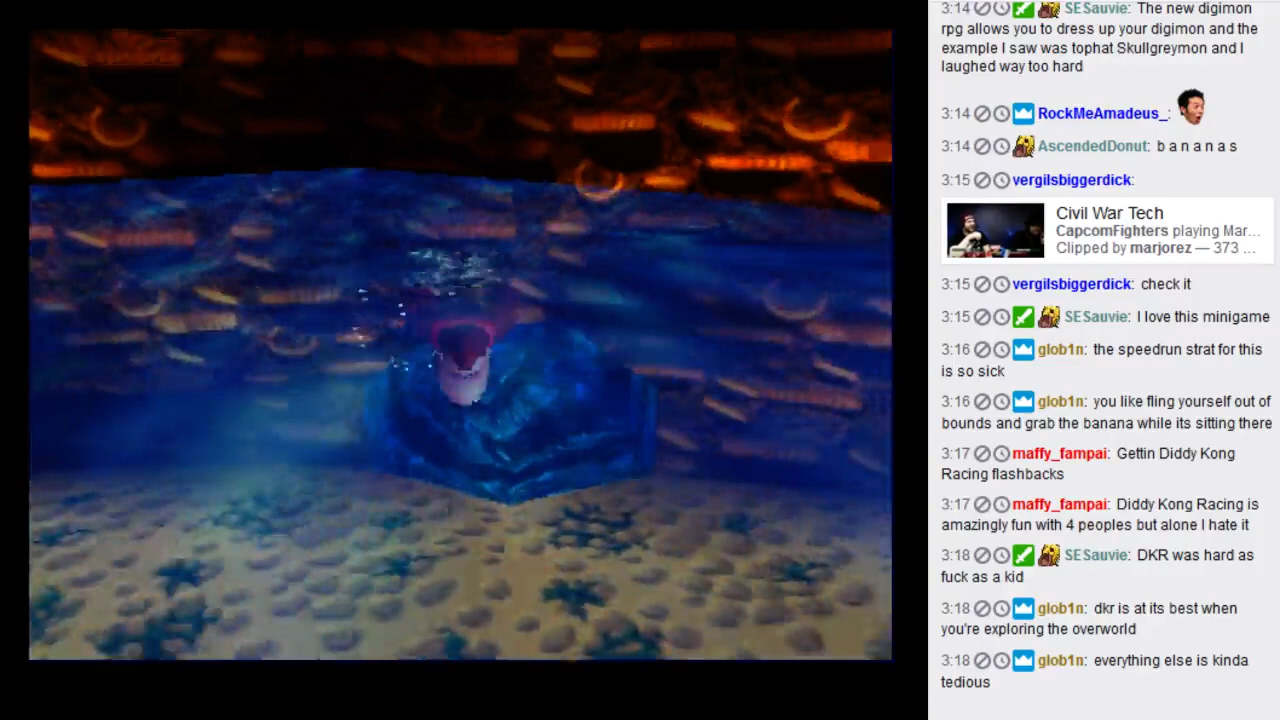 3:14 SESauvie: The new digimon
rpg allows you to dress up your digimon and the
example I saw was tophat Skullgreymon and I
laughed way too hard
3:14 RockMeAmadeus_:
3:14 AscendedDonut: b a n a n a s
3:15 vergilsbiggerdick:
Civil War Tech
CapcomFighters playing Mar...
Clipped by marjorez — 373 ...
3:15 vergilsbiggerdick: check it
3:15 SESauvie: I love this minigame
3:16 glob1n: the speedrun strat for this
is so sick
3:16 glob1n: you like fling yourself out of
bounds and grab the banana while its sitting there
3:17 maffy_fampai: Gettin Diddy Kong
Racing flashbacks
3:17 maffy_fampai: Diddy Kong Racing is
amazingly fun with 4 peoples but alone I hate it
3:18 SESauvie: DKR was hard as
fuck as a kid
3:18 glob1n: dkr is at its best when
you're exploring the overworld
3:18 glob1n: everything else is kinda
tedious